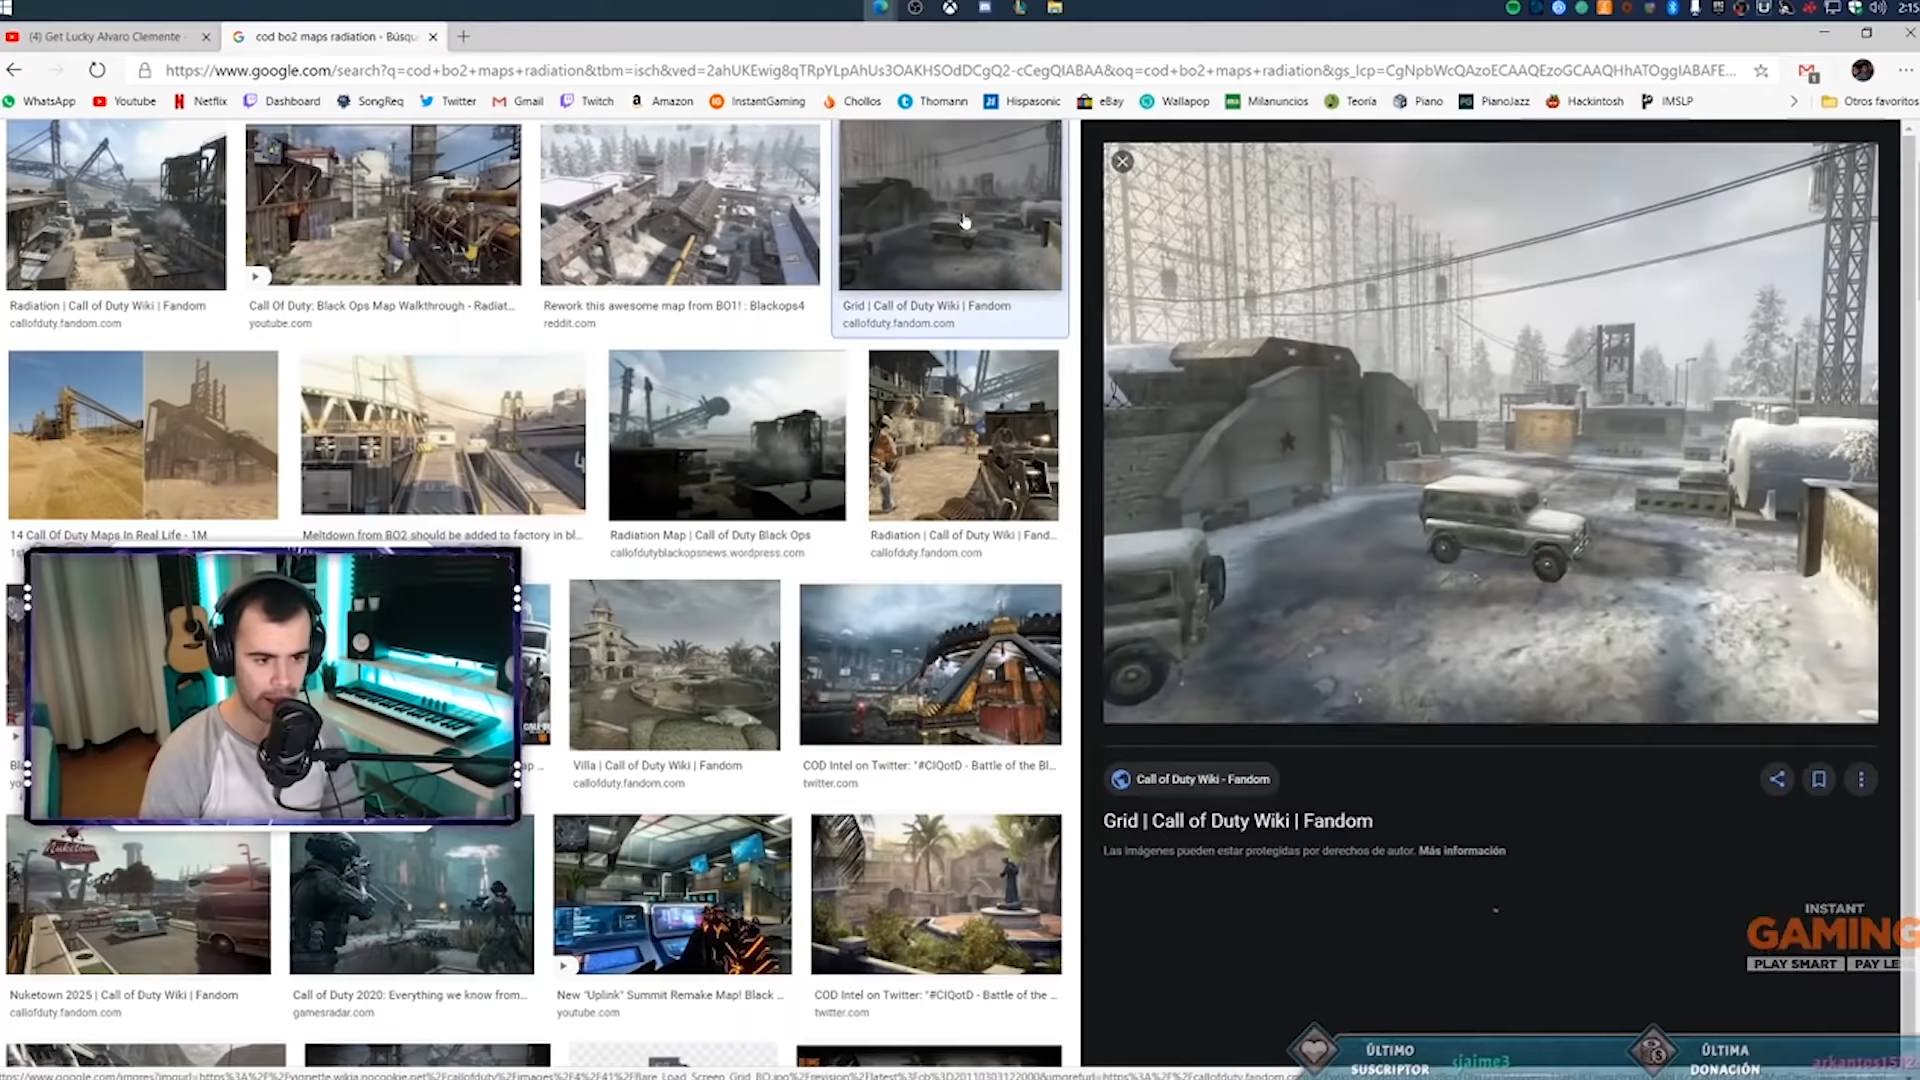 2:15
(4) Get Lucky Alvaro Clemente -
cod bo2 maps radiation - Búsqu
https://www.google.com/search?q=cod+bo2+maps+radiation&tbm=isch&ved=2ahUKEwig8qTRpYLpAhUs3OAKHSOdDCgQ2-cCegQIABAA&oq=cod+bo2+maps+radiation&gs_lcp=CgNpbWcQAzoECAAQEzoGCAAQHhATOggIABAFE...
WhatsApp Youtube Netflix Dashboard SongReq Twitter Gmail Twitch Amazon InstantGaming Chollos Thomann Hispasonic eBay Wallapop Milanuncios Teoría Piano PianoJazz Hackintosh IMSLP Otros favoritos
Radiation | Call of Duty Wiki | Fandom
callofduty.fandom.com
Call Of Duty: Black Ops Map Walkthrough - Radiat...
youtube.com
Rework this awesome map from BO1! : Blackops4
reddit.com
Grid | Call of Duty Wiki | Fandom
callofduty.fandom.com
14 Call Of Duty Maps In Real Life - 1M
Meltdown from BO2 should be added to factory in bl...
Radiation Map | Call of Duty Black Ops
callofdutyblackopsnews.wordpress.com
Radiation | Call of Duty Wiki | Fand...
callofduty.fandom.com
Villa | Call of Duty Wiki | Fandom
callofduty.fandom.com
COD Intel on Twitter: "#CIQotD - Battle of the Bl...
twitter.com
Nuketown
Nuketown 2025 | Call of Duty Wiki | Fandom
callofduty.fandom.com
Call of Duty 2020: Everything we know from...
gamesradar.com
New "Uplink" Summit Remake Map! Black ...
youtube.com
COD Intel on Twitter: "#CIQotD - Battle of the ...
twitter.com
Call of Duty Wiki - Fandom
Grid | Call of Duty Wiki | Fandom
Las imágenes pueden estar protegidas por derechos de autor. Más información
INSTANT
GAMING
PLAY SMART PAY LE
ÚLTIMO
SUSCRIPTOR
cjaime3
ÚLTIMA
DONACIÓN
arkantos1512